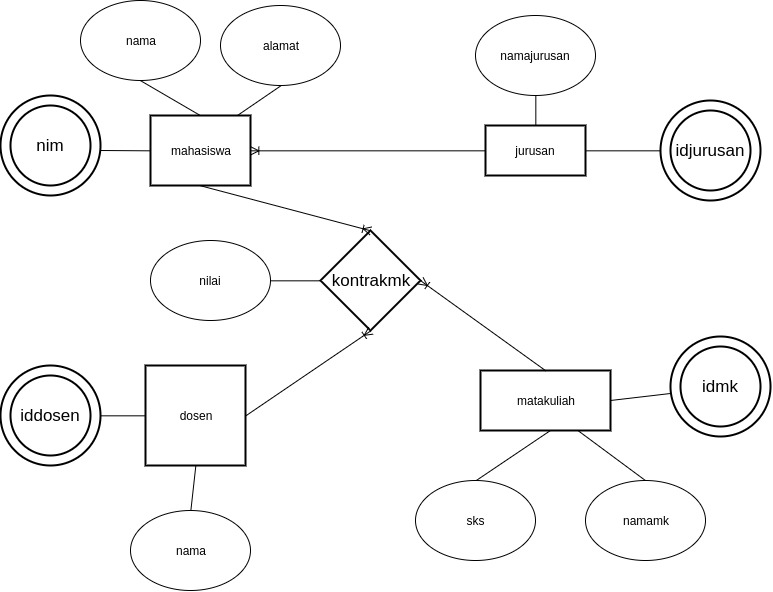 nama
alamat
namajurusan
nim
mahasiswa
jurusan
idjurusan
nilai
kontrakmk
iddosen
dosen
matakuliah
idmk
nama
sks
namamk